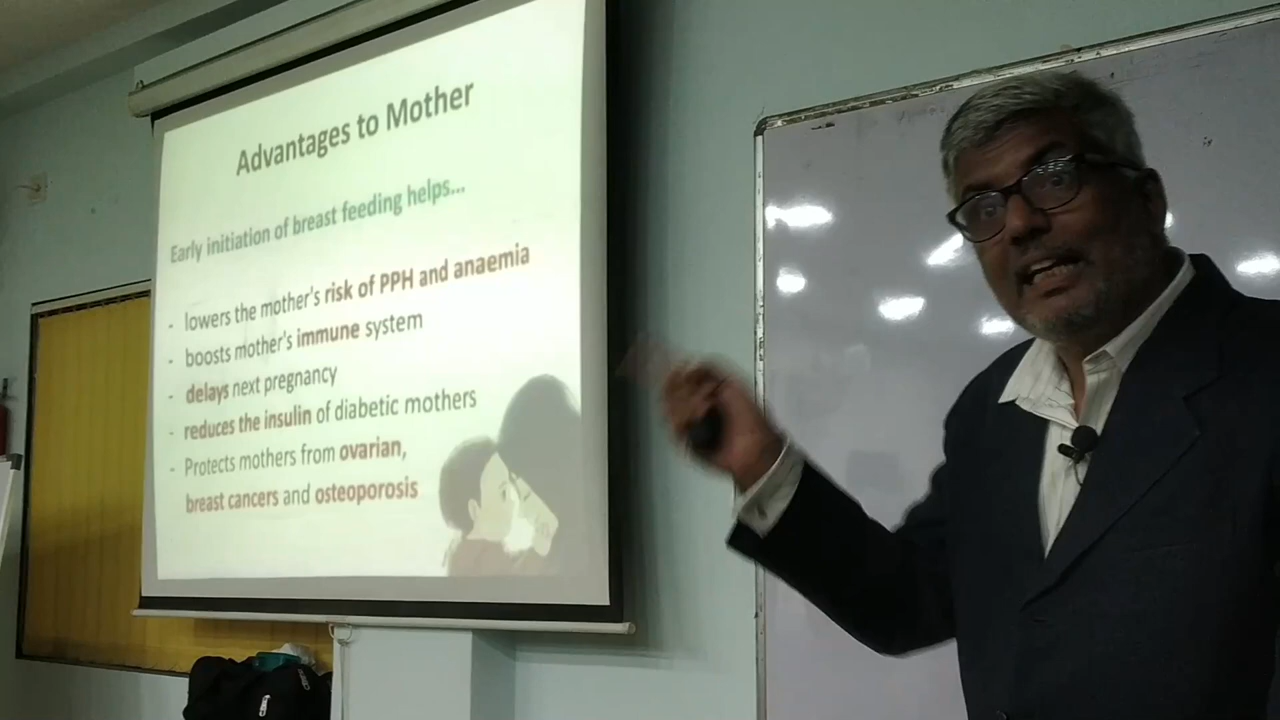 Advantages to Mother
Early initiation of breast feeding helps...
- lowers the mother's risk of PPH and anaemia
- boosts mother's immune system
- delays next pregnancy
- reduces the insulin of diabetic mothers
- Protects mothers from ovarian,
breast cancers and osteoporosis